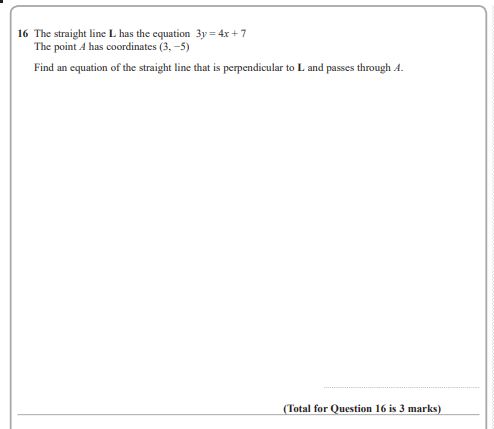 16 The straight line L has the equation 3y = 4x + 7
The point A has coordinates (3, −5)
Find an equation of the straight line that is perpendicular to L and passes through A.
(Total for Question 16 is 3 marks)